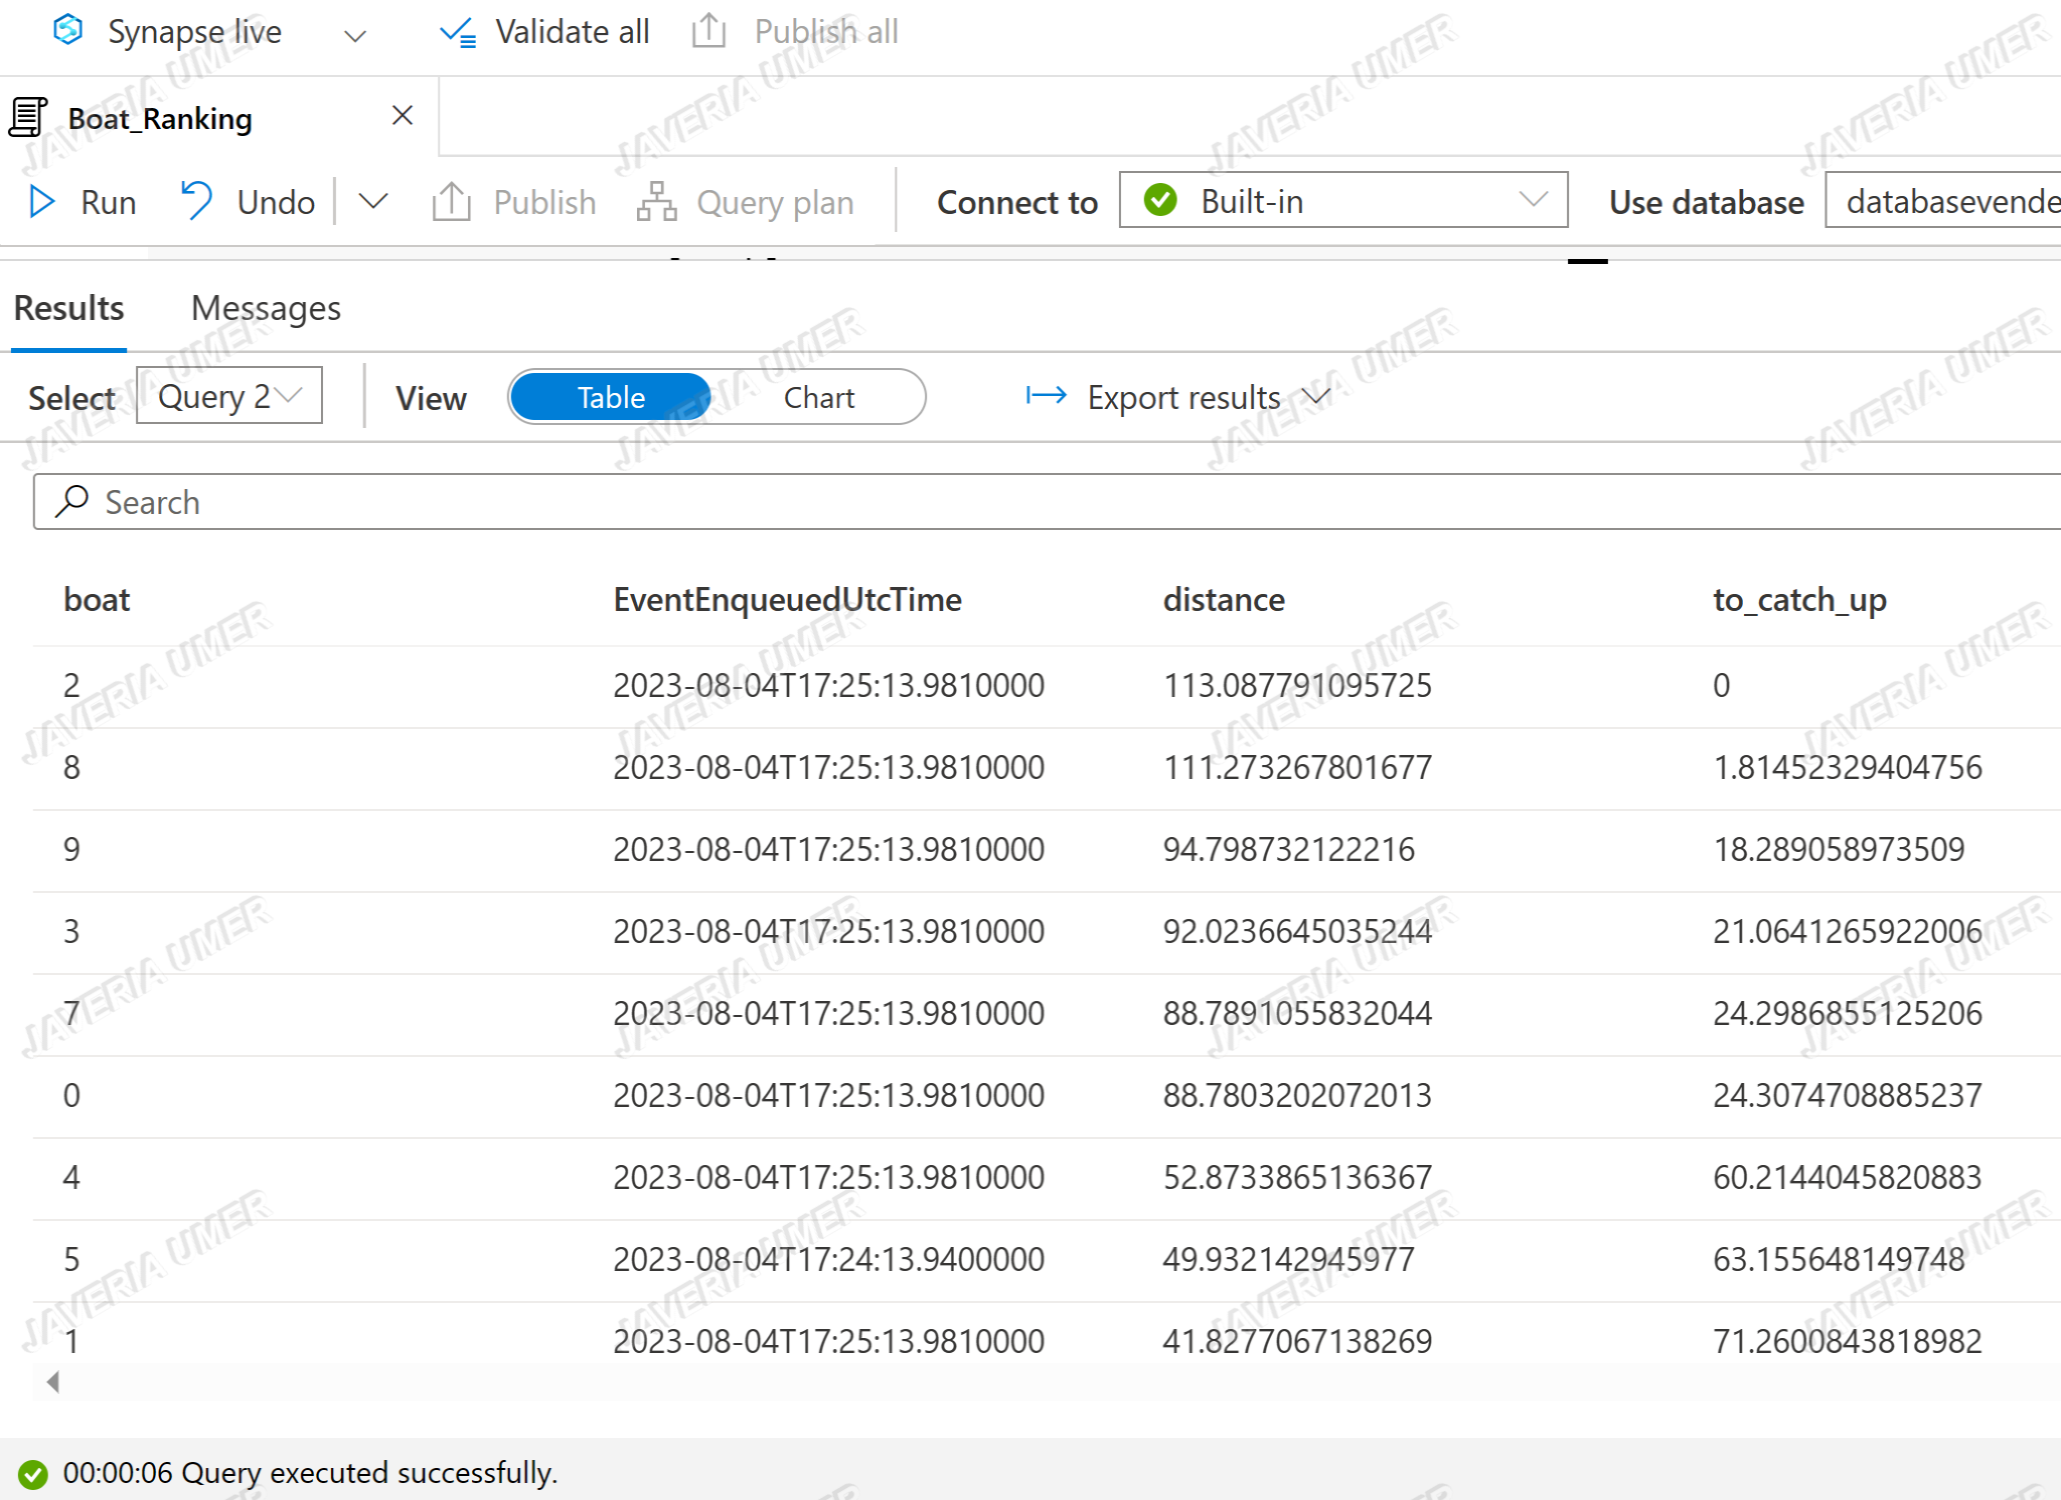 Synapse live Validate all Publish all
Boat_Ranking
Run Undo Publish Query plan Connect to Built-in Use database databasevende
Results Messages
Select Query 2 View Table Chart Export results
Search
boat EventEnqueuedUtcTime distance to_catch_up
2 2023-08-04T17:25:13.9810000 113.087791095725 0
8 2023-08-04T17:25:13.9810000 111.273267801677 1.81452329404756
9 2023-08-04T17:25:13.9810000 94.798732122216 18.289058973509
3 2023-08-04T17:25:13.9810000 92.0236645035244 21.0641265922006
7 2023-08-04T17:25:13.9810000 88.7891055832044 24.2986855125206
0 2023-08-04T17:25:13.9810000 88.7803202072013 24.3074708885237
4 2023-08-04T17:25:13.9810000 52.8733865136367 60.2144045820883
5 2023-08-04T17:24:13.9400000 49.932142945977 63.155648149748
1 2023-08-04T17:25:13.9810000 41.8277067138269 71.2600843818982
00:00:06 Query executed successfully.
JAVERIA UMER